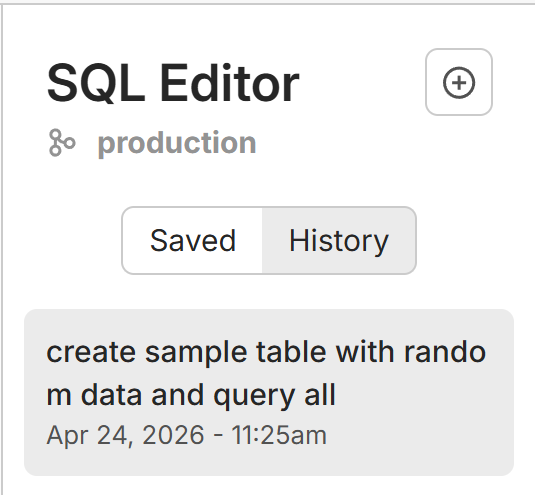 SQL Editor
production
Saved History
create sample table with rando
m data and query all
Apr 24, 2026 - 11:25am